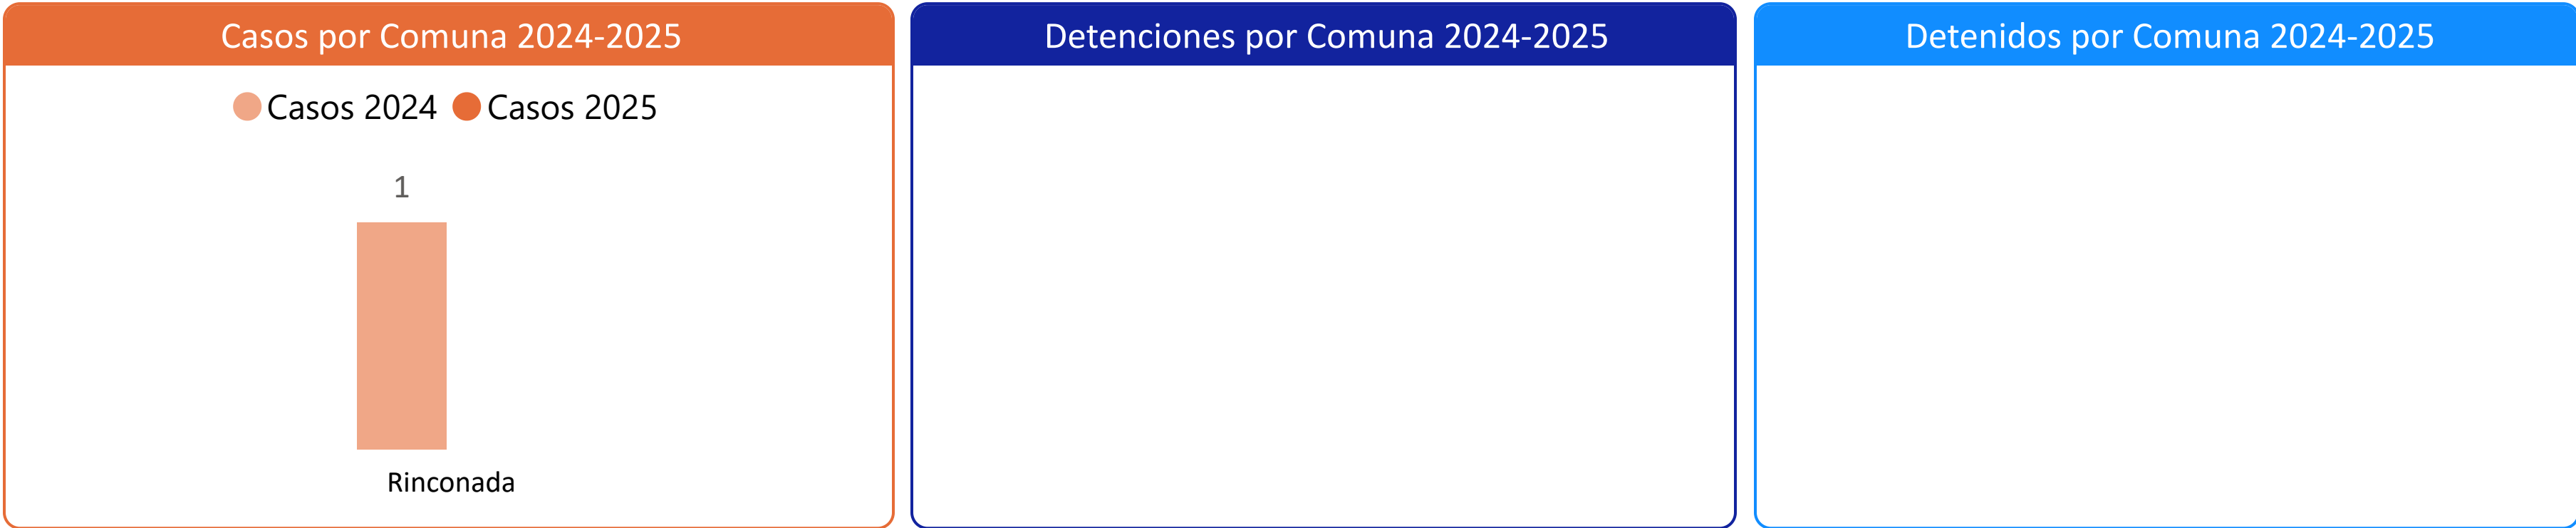 Casos por Comuna 2024-2025
Casos 2024 Casos 2025
1
Rinconada
Detenciones por Comuna 2024-2025
Detenidos por Comuna 2024-2025